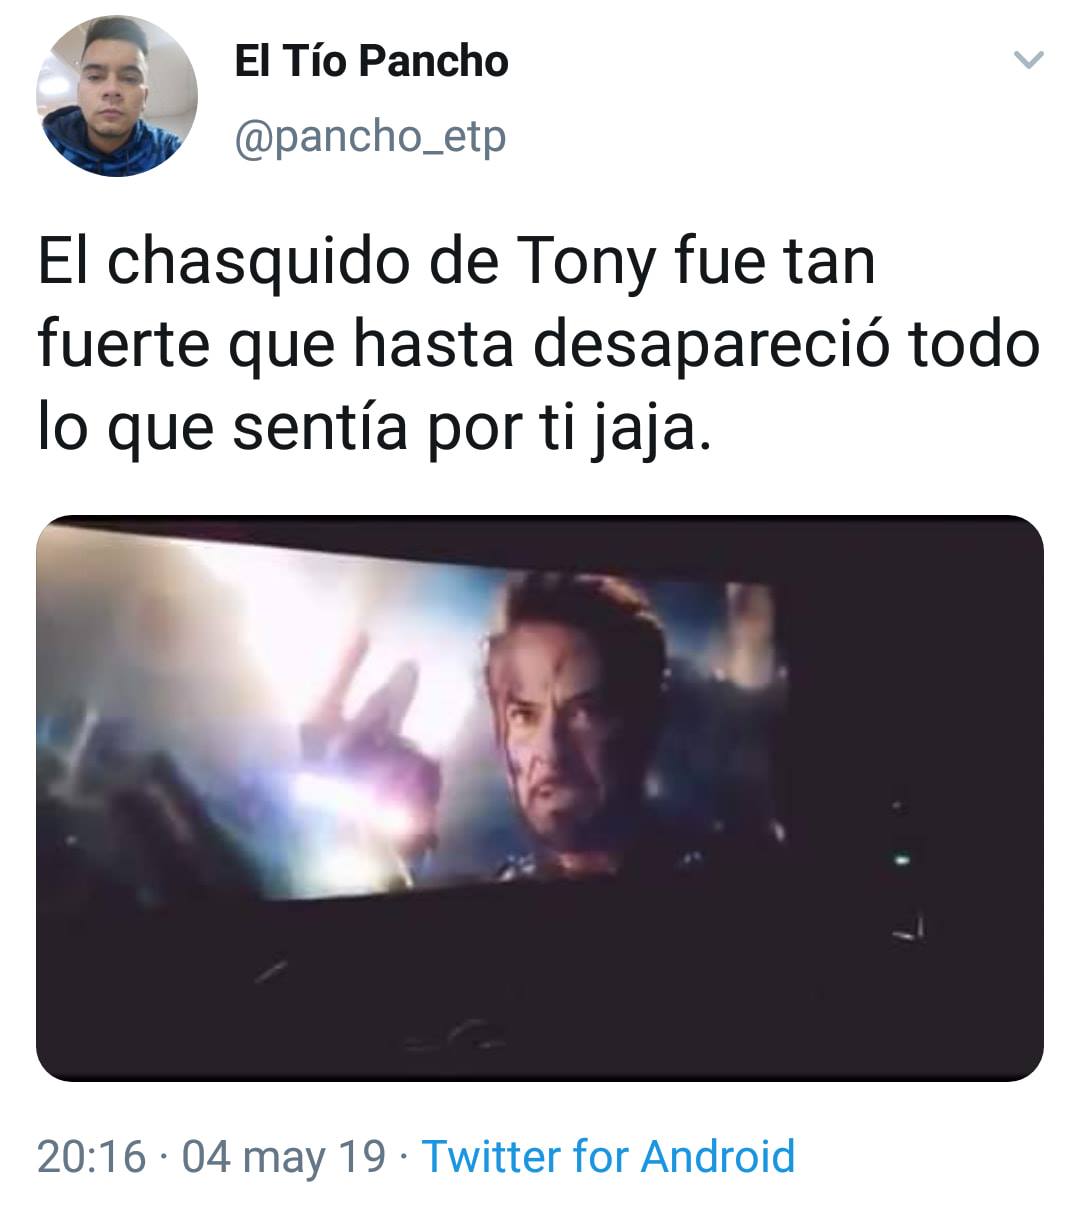 El Tío Pancho
@pancho_etp
El chasquido de Tony fue tan
fuerte que hasta desapareció todo
lo que sentía por ti jaja.
20:16 · 04 may 19 · Twitter for Android